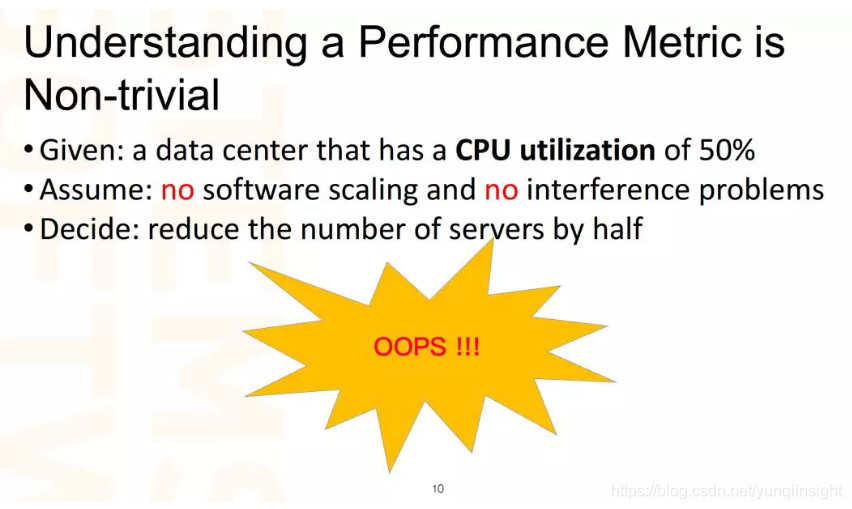 Understanding a Performance Metric is
Non-trivial
• Given: a data center that has a CPU utilization of 50%
• Assume: no software scaling and no interference problems
• Decide: reduce the number of servers by half
OOPS !!!
10
https://blog.csdn.net/yunqiinsight